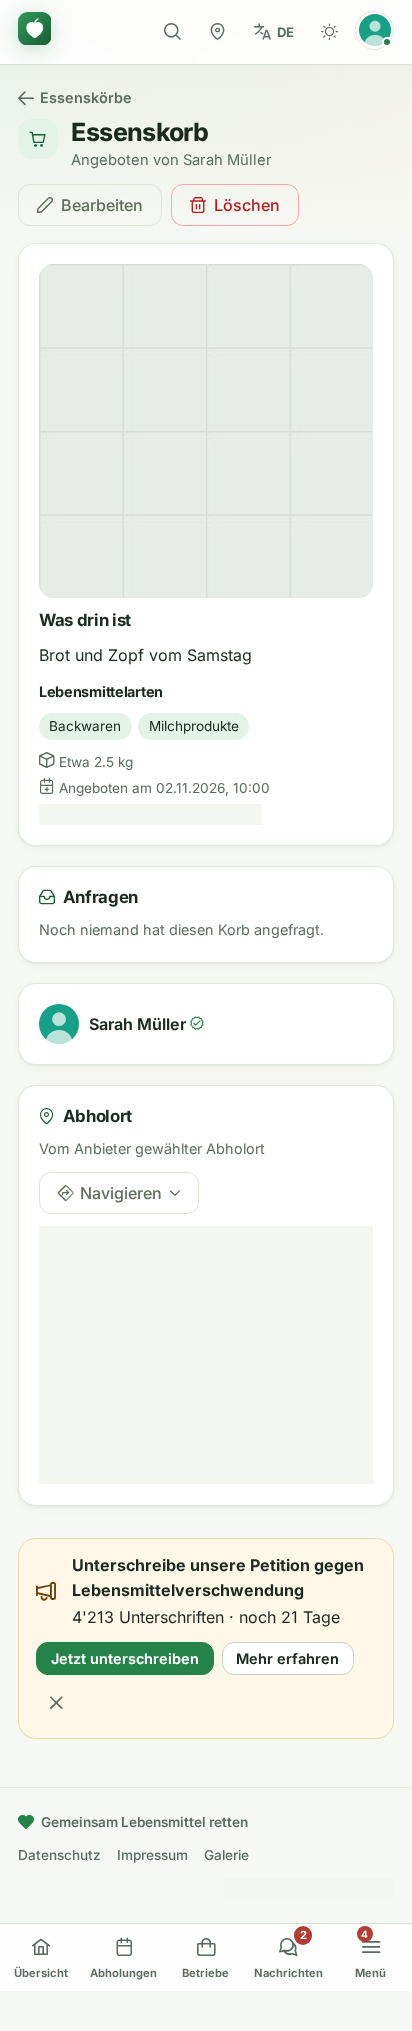 DE
Essenskörbe
Essenskorb
Angeboten von Sarah Müller
Bearbeiten
Löschen
Was drin ist
Brot und Zopf vom Samstag
Lebensmittelarten
Backwaren
Milchprodukte
Etwa 2.5 kg
Angeboten am 02.11.2026, 10:00
Anfragen
Noch niemand hat diesen Korb angefragt.
Sarah Müller
Abholort
Vom Anbieter gewählter Abholort
Navigieren
Unterschreibe unsere Petition gegen
Lebensmittelverschwendung
4'213 Unterschriften · noch 21 Tage
Jetzt unterschreiben
Mehr erfahren
Gemeinsam Lebensmittel retten
Datenschutz Impressum Galerie
2
4
Übersicht
Abholungen
Betriebe
Nachrichten
Menü